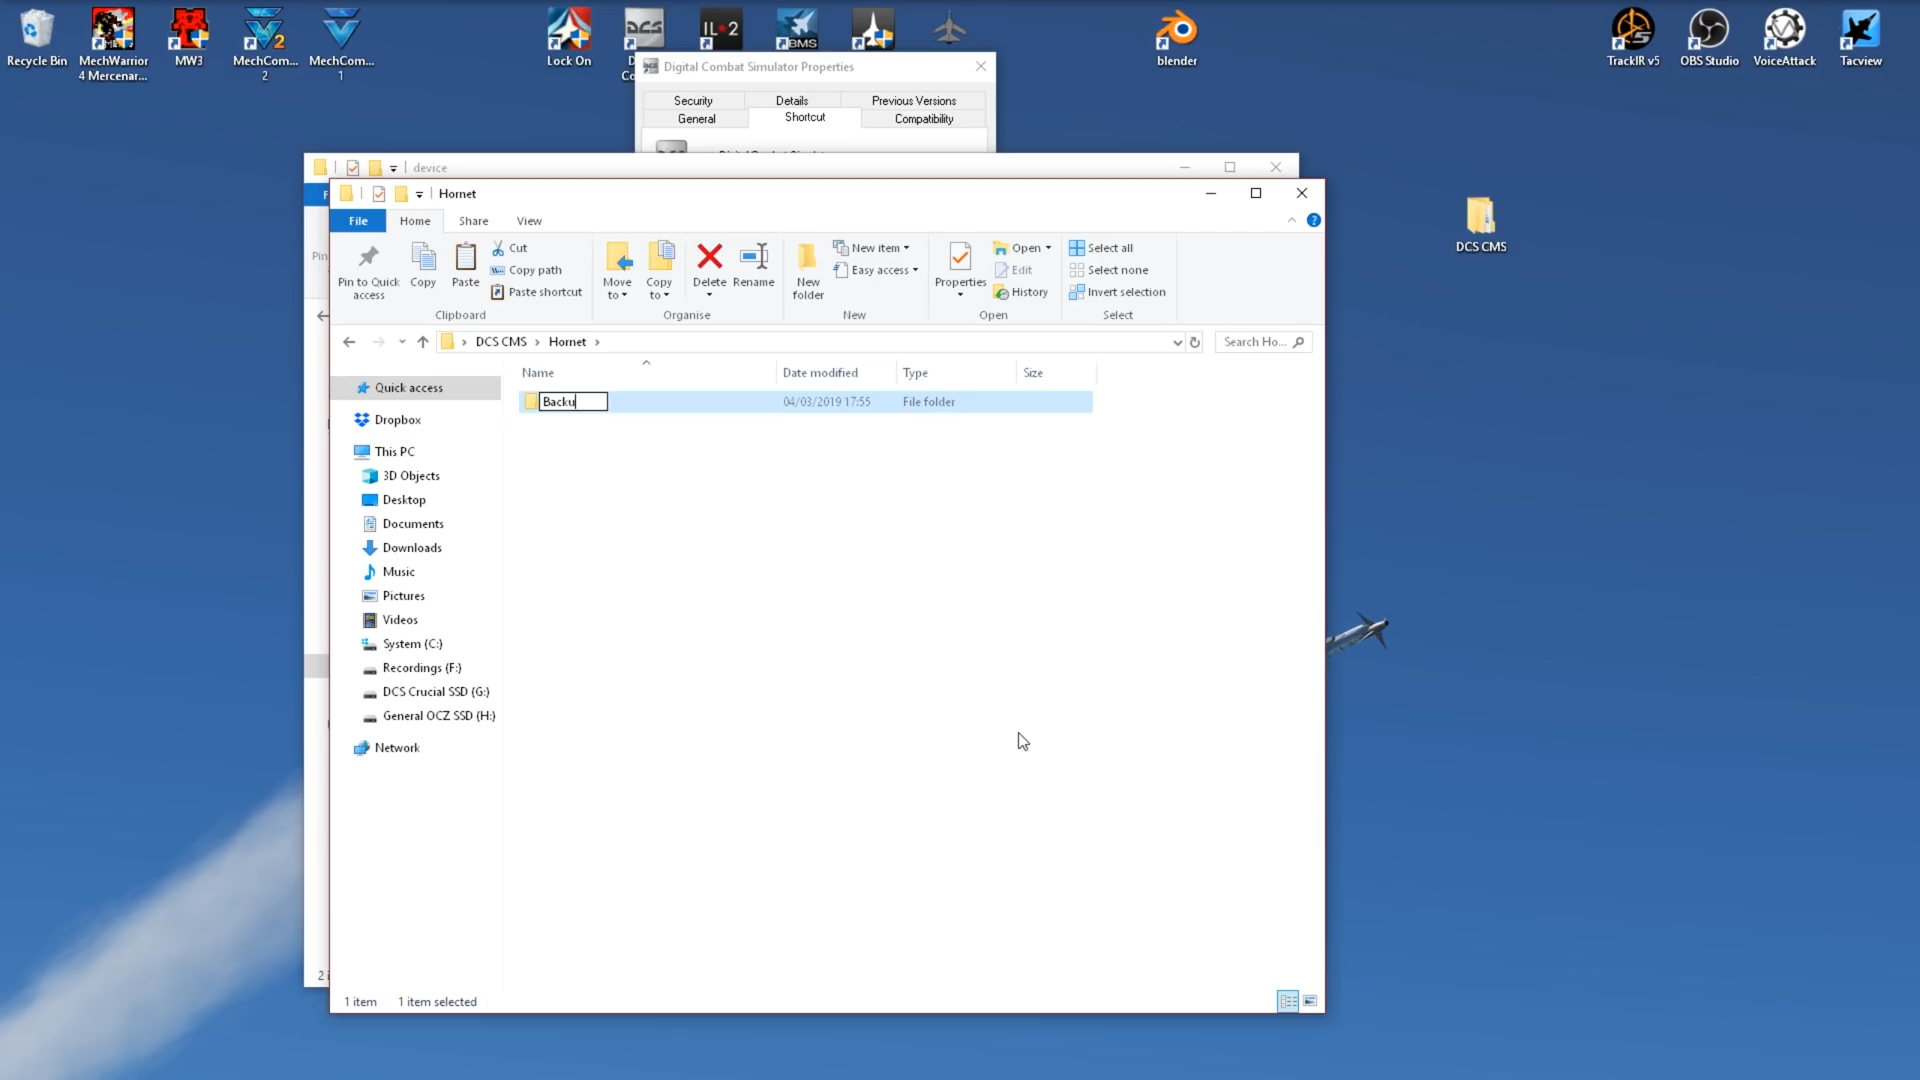 Recycle Bin
MechWarrior
4 Mercenar...
MW3
MechCom...
2
MechCom...
1
Lock On
DCS
IL·2
BMS
blender
TrackIR v5
OBS Studio
VoiceAttack
Tacview
Digital Combat Simulator Properties
Security
Details
Previous Versions
General
Shortcut
Compatibility
device
Hornet
File
Home
Share
View
Pin to Quick
access
Copy
Paste
Cut
Copy path
Paste shortcut
Clipboard
Move
to
Copy
to
Delete
Rename
Organise
New
folder
New item
Easy access
New
Properties
Open
Edit
History
Open
Select all
Select none
Invert selection
Select
DCS CMS
Hornet
Search Ho...
Name
Date modified
Type
Size
Backu
04/03/2019 17:55
File folder
Quick access
Dropbox
This PC
3D Objects
Desktop
Documents
Downloads
Music
Pictures
Videos
System (C:)
Recordings (F:)
DCS Crucial SSD (G:)
General OCZ SSD (H:)
Network
1 item
1 item selected
DCS CMS